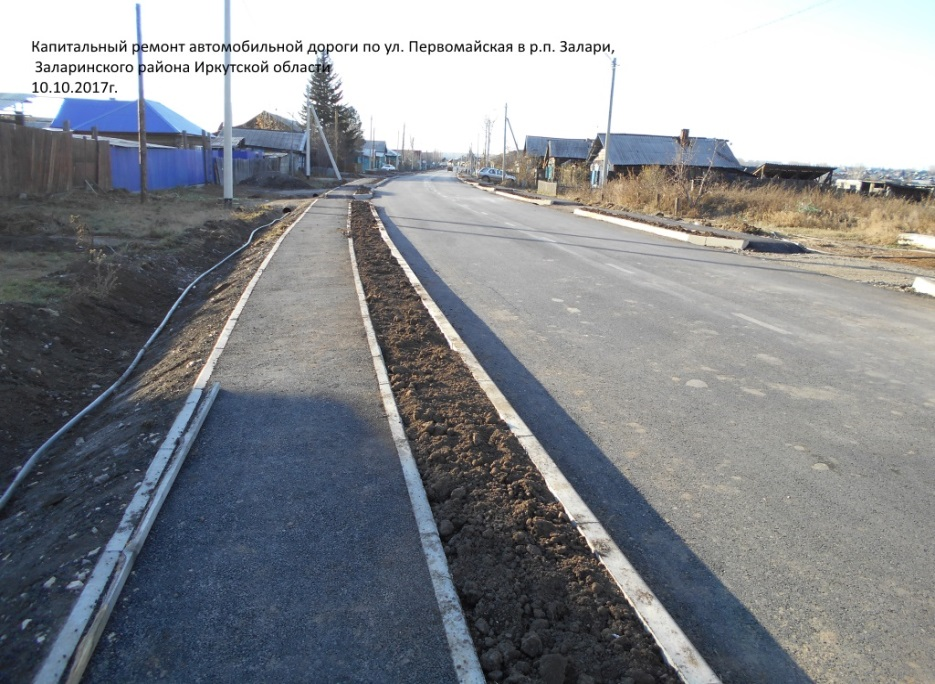 Капитальный ремонт автомобильной дороги по ул. Первомайская в р.п. Залари,
Заларинского района Иркутской области
10.10.2017г.